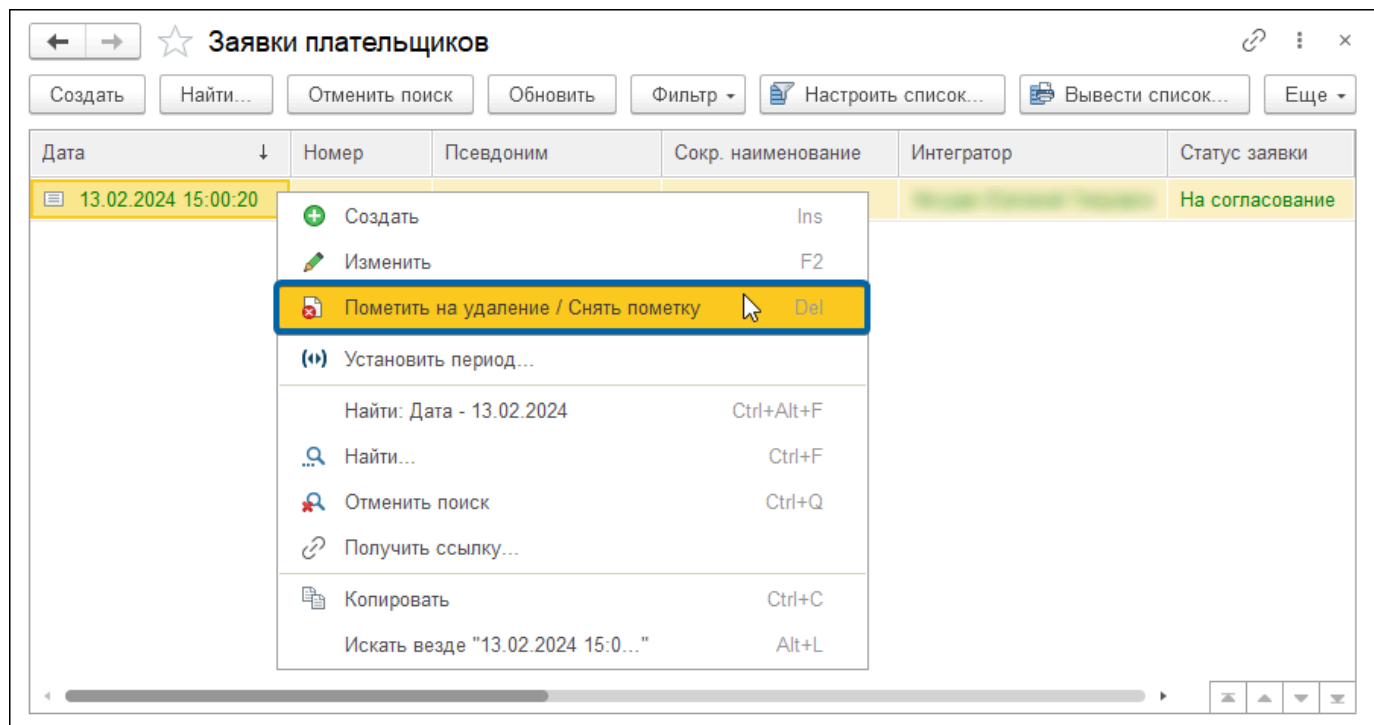 Заявки плательщиков
Создать Найти... Отменить поиск Обновить Фильтр Настроить список... Вывести список... Еще
Дата Номер Псевдоним Сокр. наименование Интегратор Статус заявки
13.02.2024 15:00:20 На согласование
Создать Ins
Изменить F2
Пометить на удаление / Снять пометку Del
Установить период...
Найти: Дата - 13.02.2024 Ctrl+Alt+F
Найти... Ctrl+F
Отменить поиск Ctrl+Q
Получить ссылку...
Копировать Ctrl+C
Искать везде "13.02.2024 15:0..." Alt+L